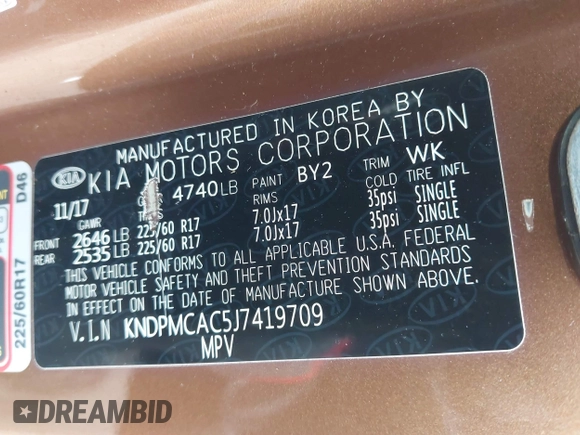 MANUFACTURED IN KOREA BY
KIA KIA MOTORS CORPORATION
11/17 4740 LB PAINT BY2 TRIM WK
GAWR RIMS COLD TIRE INFL
FRONT 2646 LB 225/60 R17 7.0Jx17 35psi SINGLE
REAR 2535 LB 225/60 R17 7.0Jx17 35psi SINGLE
THIS VEHICLE CONFORMS TO ALL APPLICABLE U.S.A. FEDERAL
MOTOR VEHICLE SAFETY AND THEFT PREVENTION STANDARDS
IN EFFECT ON THE DATE OF MANUFACTURE SHOWN ABOVE.
V.I.N KNDPMCAC5J7419709
MPV
225/60R17 D46
DREAMBID